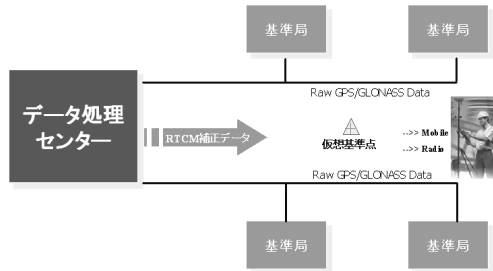 基準局
基準局
Raw GPS/GLONASS Data
データ処理
センター
RTCM補正データ
仮想基準点
..>> Mobile
..>> Radio
Raw GPS/GLONASS Data
基準局
基準局